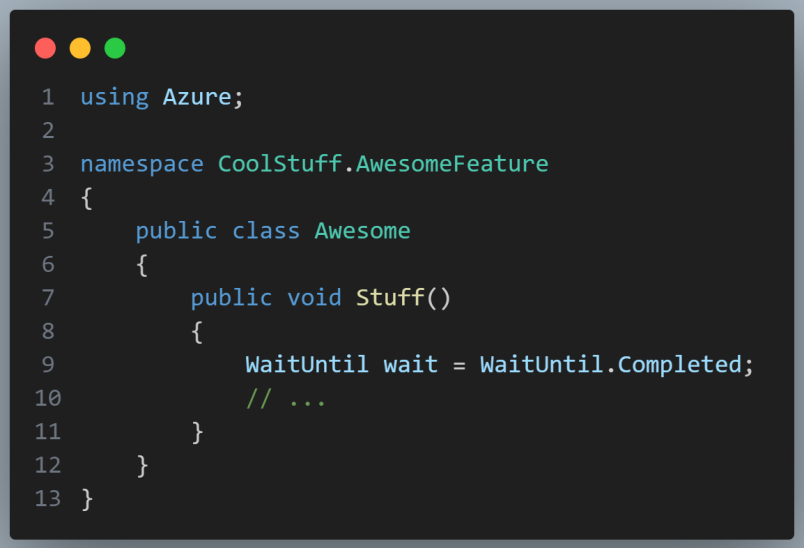 1 using Azure;
2
3 namespace CoolStuff.AwesomeFeature
4 {
5     public class Awesome
6     {
7         public void Stuff()
8         {
9             WaitUntil wait = WaitUntil.Completed;
10             // ...
11         }
12     }
13 }